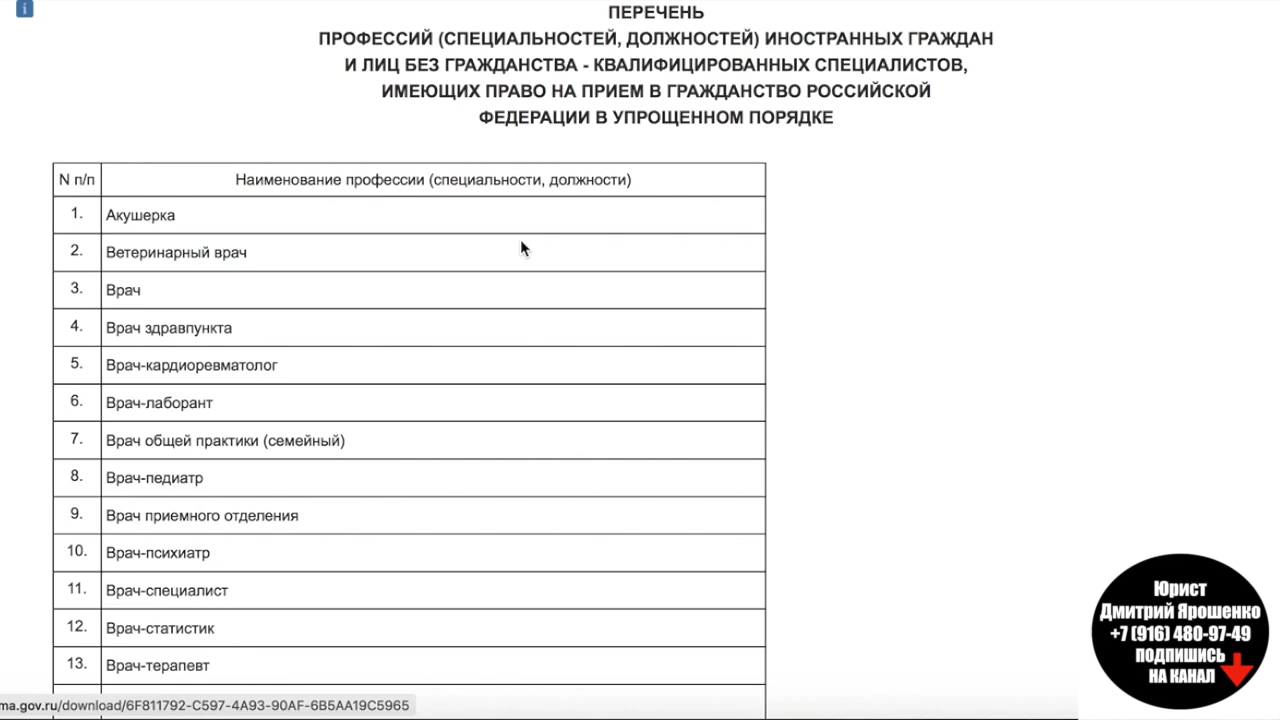 ПЕРЕЧЕНЬ
ПРОФЕССИЙ (СПЕЦИАЛЬНОСТЕЙ, ДОЛЖНОСТЕЙ) ИНОСТРАННЫХ ГРАЖДАН
И ЛИЦ БЕЗ ГРАЖДАНСТВА - КВАЛИФИЦИРОВАННЫХ СПЕЦИАЛИСТОВ,
ИМЕЮЩИХ ПРАВО НА ПРИЕМ В ГРАЖДАНСТВО РОССИЙСКОЙ
ФЕДЕРАЦИИ В УПРОЩЕННОМ ПОРЯДКЕ
N п/п Наименование профессии (специальности, должности)
1. Акушерка
2. Ветеринарный врач
3. Врач
4. Врач здравпункта
5. Врач-кардиоревматолог
6. Врач-лаборант
7. Врач общей практики (семейный)
8. Врач-педиатр
9. Врач приемного отделения
10. Врач-психиатр
11. Врач-специалист
12. Врач-статистик
13. Врач-терапевт
ma.gov.ru/download/6F811792-C597-4A93-90AF-6B5AA19C5965
Юрист
Дмитрий Ярошенко
+7 (916) 480-97-49
подпишись
на канал